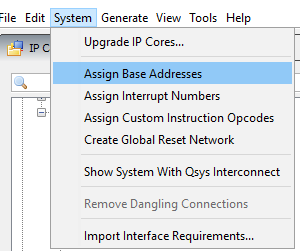 le Edit System Generate View Tools Help
IP C
Upgrade IP Cores...
Assign Base Addresses
Assign Interrupt Numbers
Assign Custom Instruction Opcodes
Create Global Reset Network
Show System With Qsys Interconnect
Remove Dangling Connections
Import Interface Requirements...